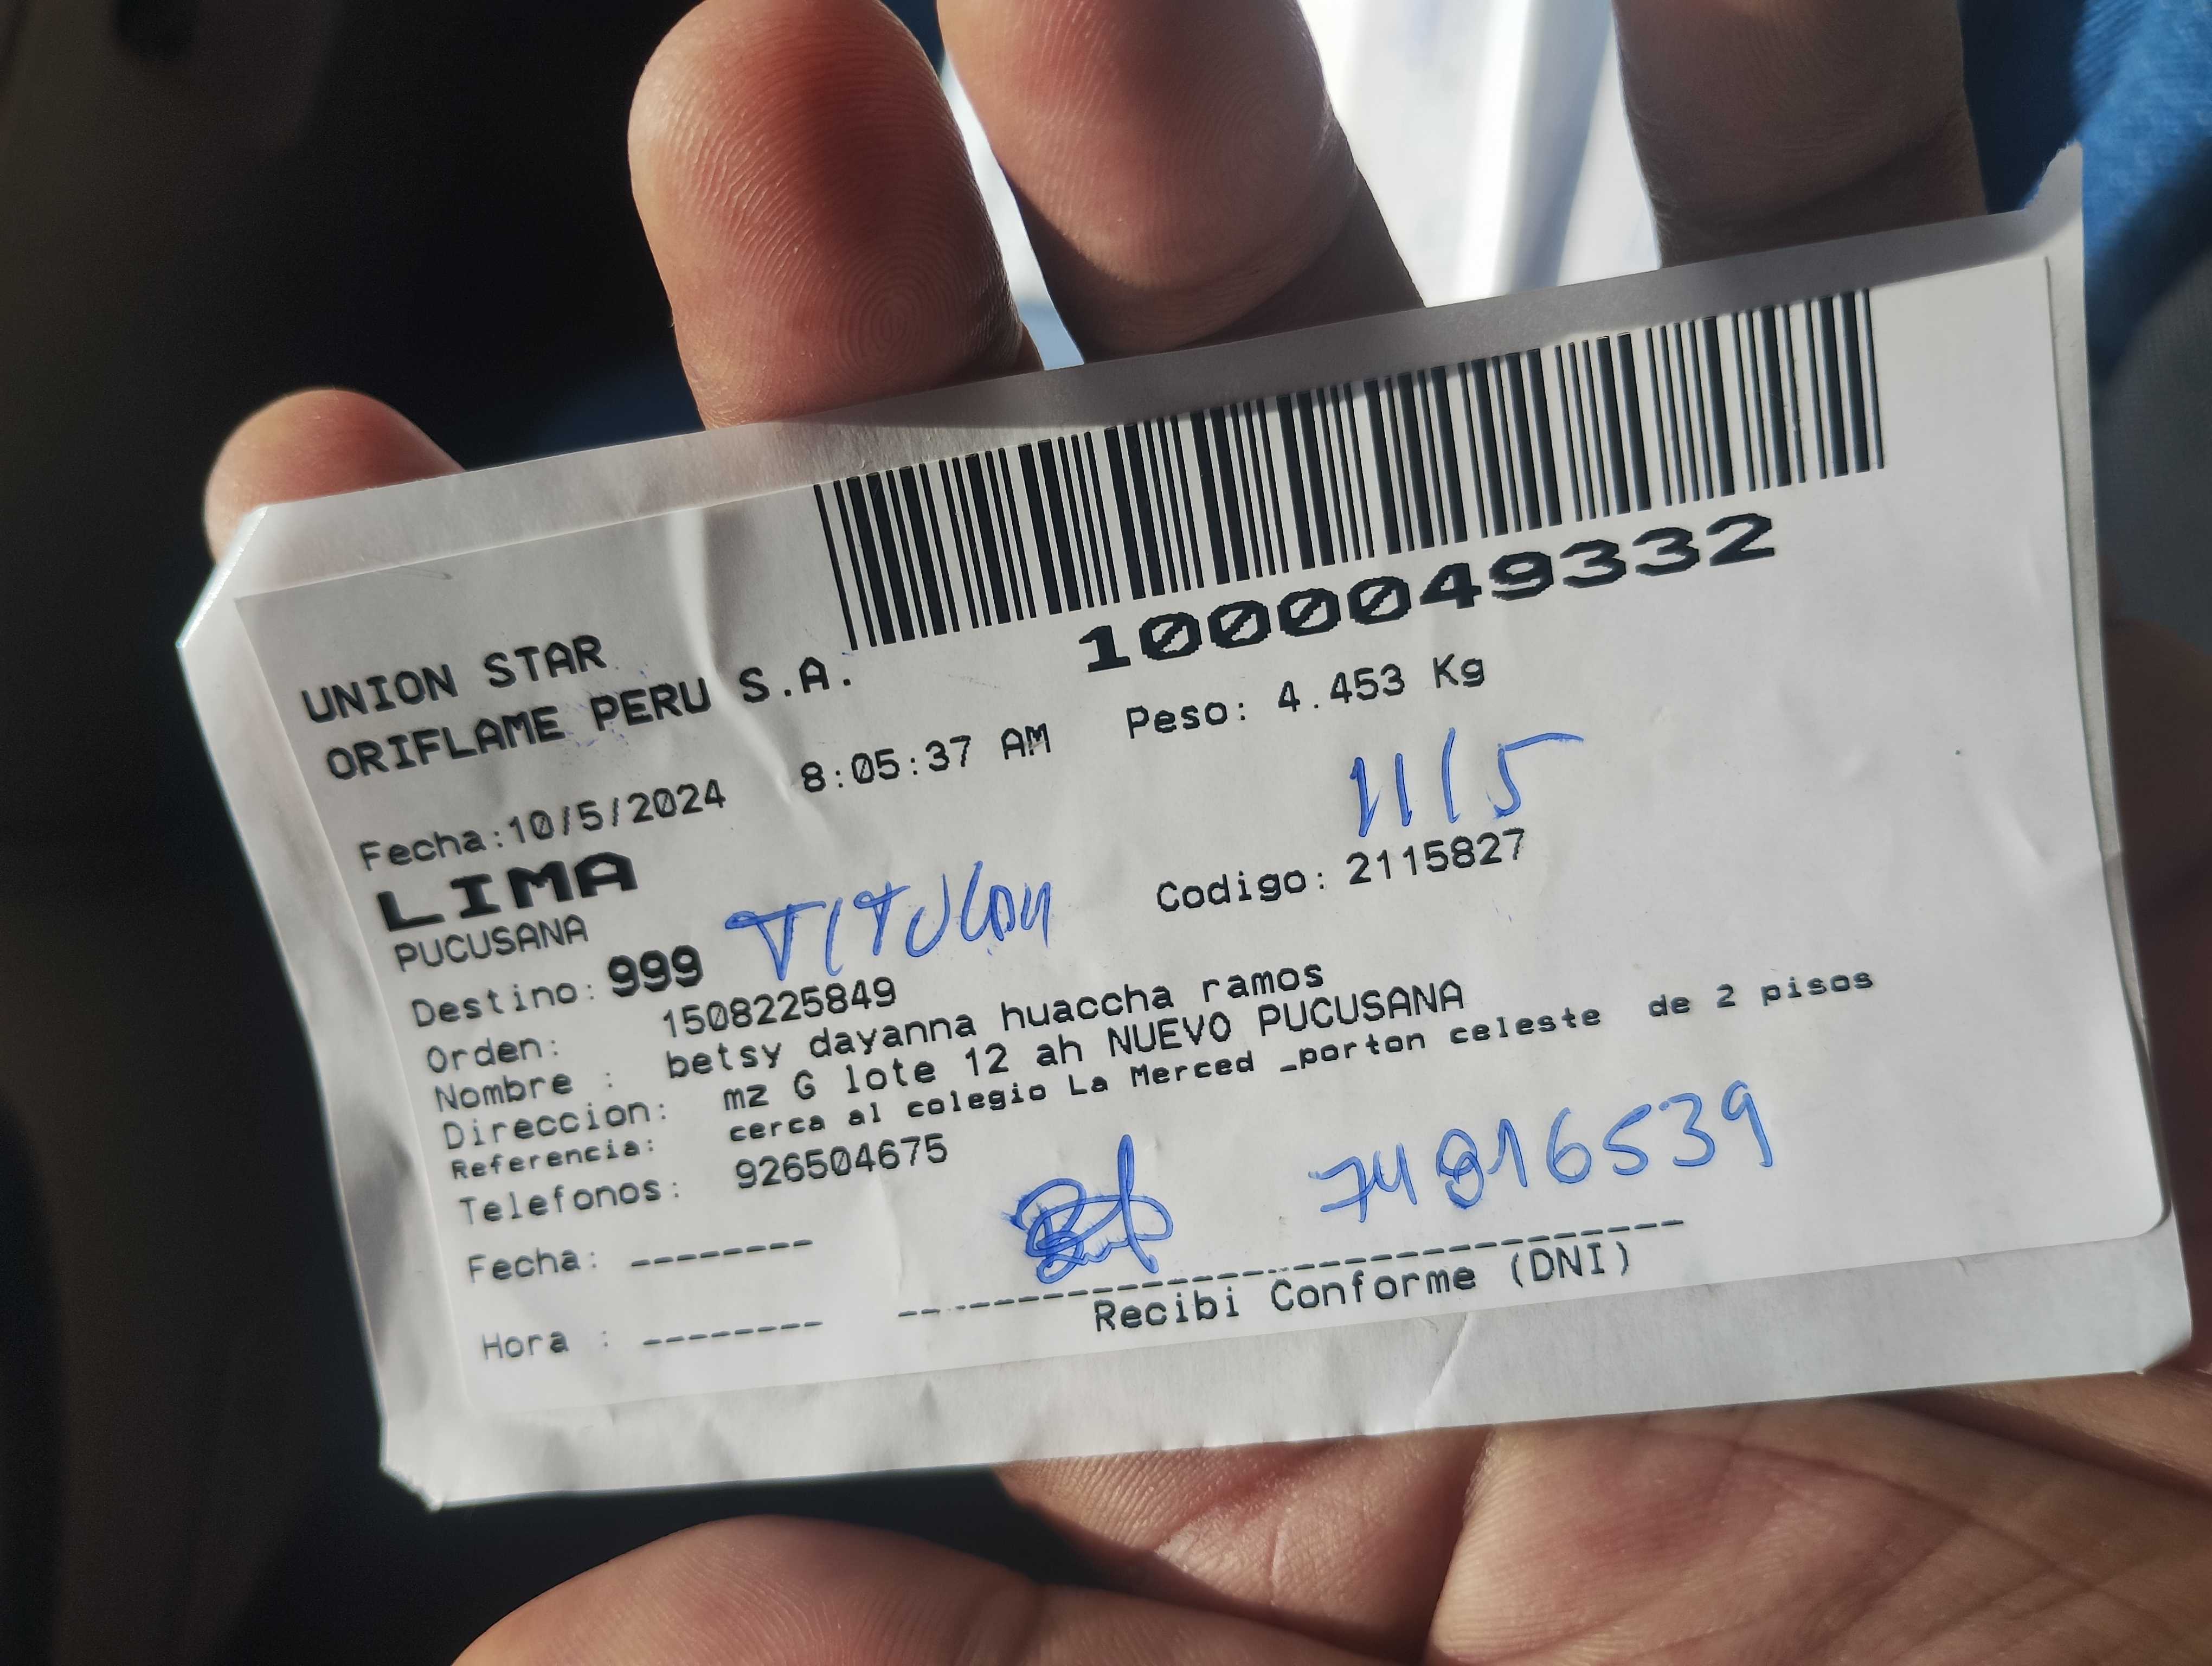 1000049332
UNION STAR
ORIFLAME PERU S.A.
Fecha:10/5/2024 8:05:37 AM Peso: 4.453 Kg
11/5
LIMA
PUCUSANA
Codigo: 2115827
Destino: 999 TITULAR
Orden: 1508225849
Nombre : betsy dayanna huaccha ramos
Direccion: mz G lote 12 ah NUEVO PUCUSANA
Referencia: cerca al colegio La Merced _porton celeste de 2 pisos
Telefonos: 926504675
74816539
Fecha: --------
Hora : --------
Recibi Conforme (DNI)